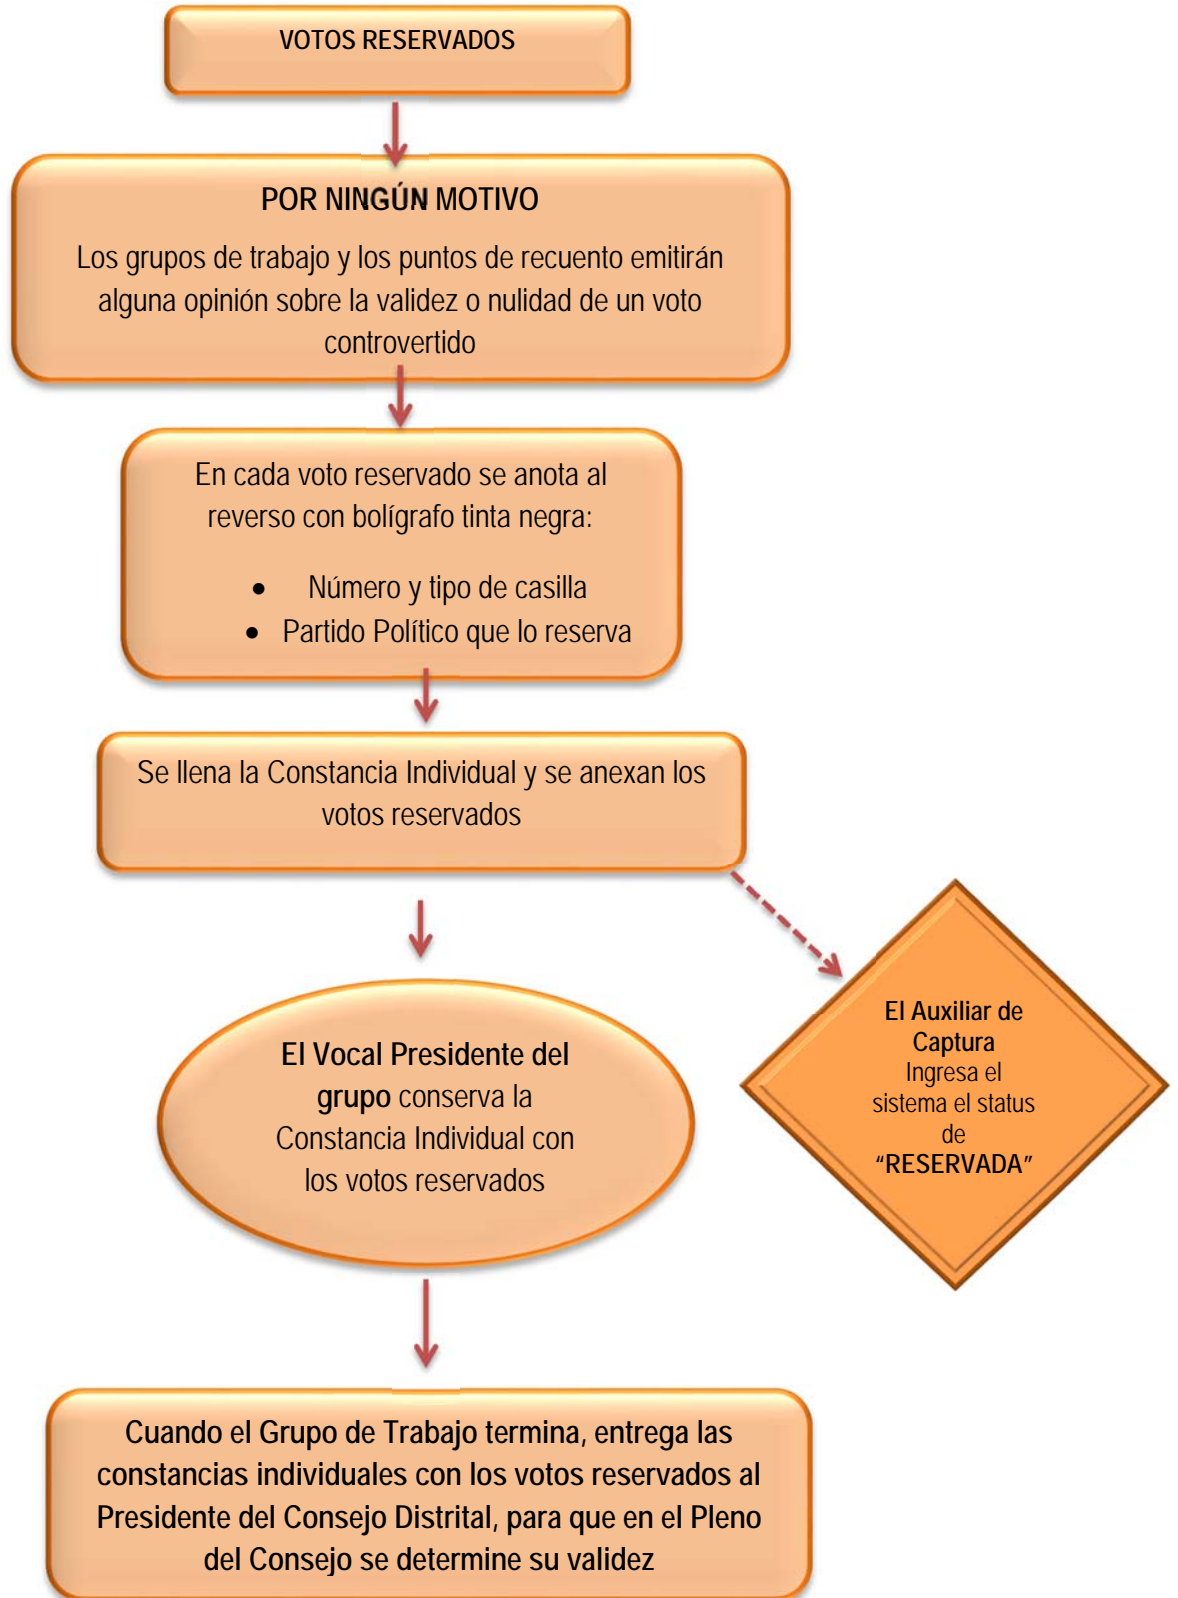 VOTOS RESERVADOS
POR NINGÚN MOTIVO
Los grupos de trabajo y los puntos de recuento emitirán
alguna opinión sobre la validez o nulidad de un voto
controvertido
En cada voto reservado se anota al
reverso con bolígrafo tinta negra:
• Número y tipo de casilla
• Partido Político que lo reserva
Se llena la Constancia Individual y se anexan los
votos reservados
El Vocal Presidente del
grupo conserva la
Constancia Individual con
los votos reservados
El Auxiliar de
Captura
Ingresa el
sistema el status
de
“RESERVADA”
Cuando el Grupo de Trabajo termina, entrega las
constancias individuales con los votos reservados al
Presidente del Consejo Distrital, para que en el Pleno
del Consejo se determine su validez